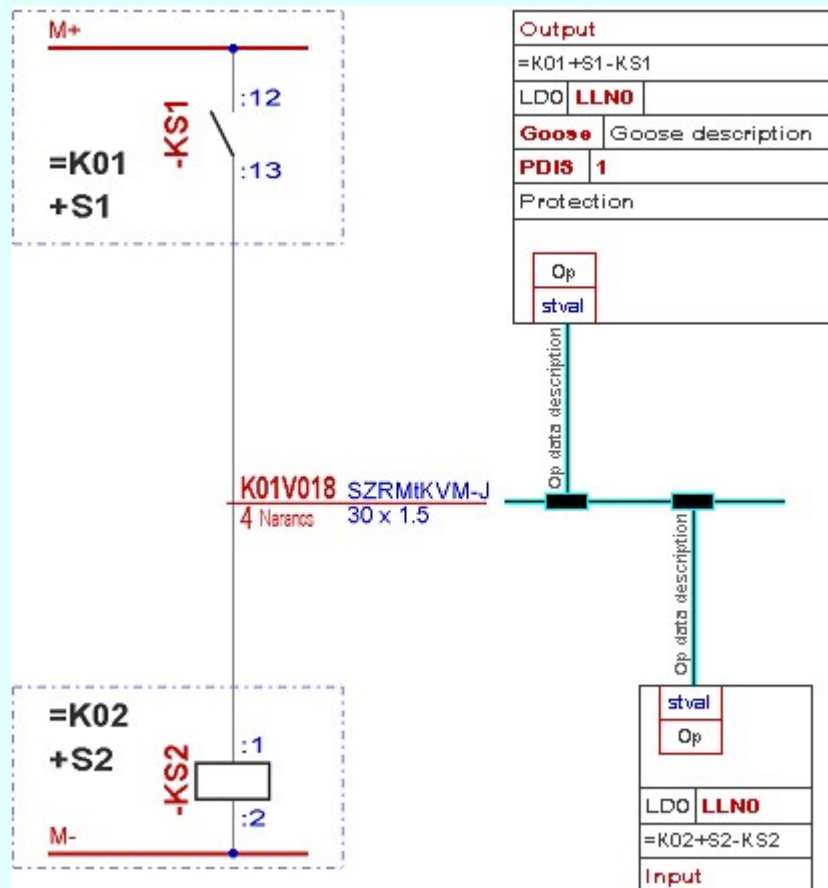 M+
:12
-KS1
:13
=K01
+S1
K01V018 SZRMtKVM-J
4 Narancs 30 x 1.5
=K02
+S2
:1
-KS2
:2
M-
Output
=K01+S1-KS1
LD0 LLN0
Goose Goose description
PDIS 1
Protection
Op
stval
Op data description
Op data description
stval
Op
LD0 LLN0
=K02+S2-KS2
Input